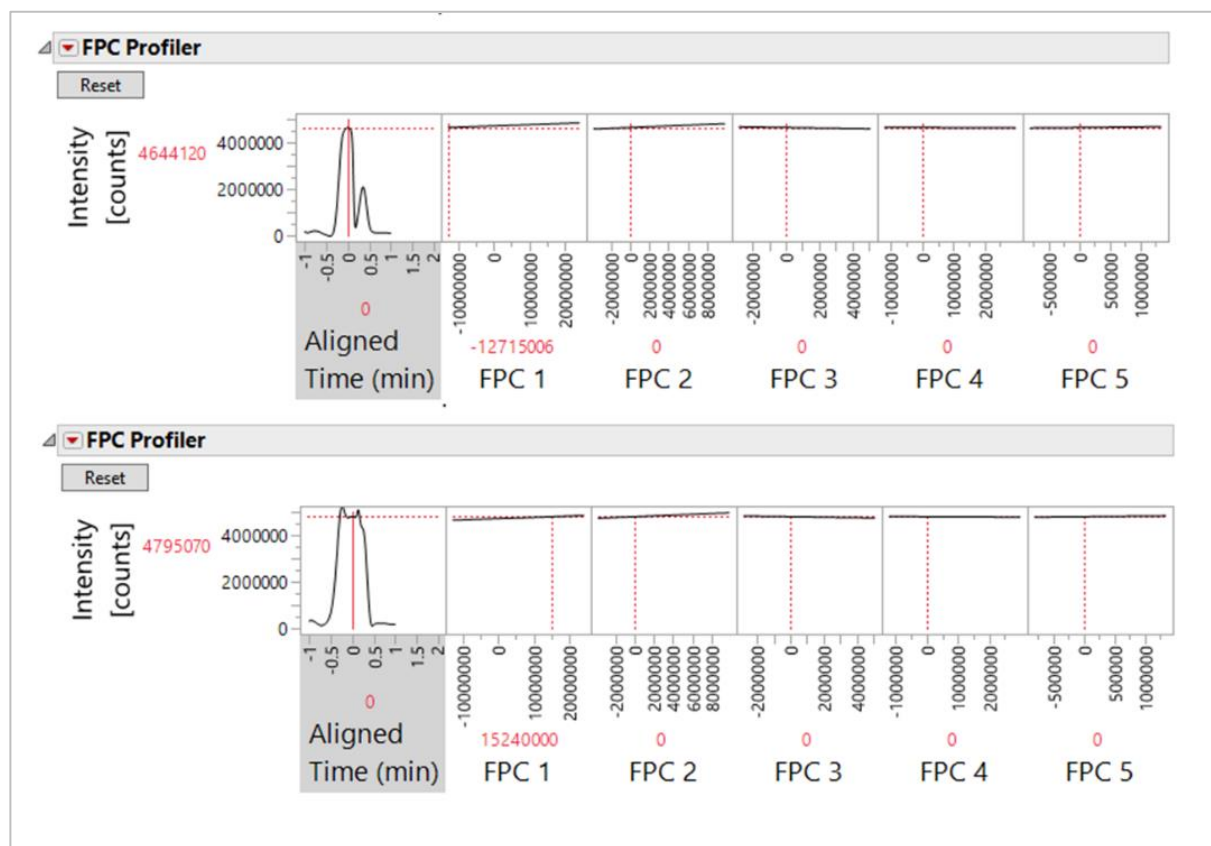 FPC Profiler
Reset
Intensity
[counts]
4644120
4000000
2000000
0
-1 -0.5 0 0.5 1 1.5 2
-10000000 0 10000000 20000000
-2000000 0 2000000 4000000 6000000 8000000
-2000000 0 2000000 4000000
-1000000 0 1000000 2000000
-500000 0 500000 1000000
0
Aligned
Time (min)
-12715006
FPC 1
0
FPC 2
0
FPC 3
0
FPC 4
0
FPC 5
FPC Profiler
Reset
Intensity
[counts]
4795070
4000000
2000000
0
-1 -0.5 0 0.5 1 1.5 2
-10000000 0 10000000 20000000
-2000000 0 2000000 4000000 6000000 8000000
-2000000 0 2000000 4000000
-1000000 0 1000000 2000000
-500000 0 500000 1000000
0
Aligned
Time (min)
15240000
FPC 1
0
FPC 2
0
FPC 3
0
FPC 4
0
FPC 5